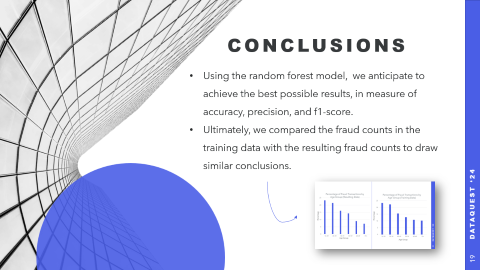 CONCLUSIONS
• Using the random forest model, we anticipate to
achieve the best possible results, in measure of
accuracy, precision, and f1-score.
• Ultimately, we compared the fraud counts in the
training data with the resulting fraud counts to draw
similar conclusions.
DATAQUEST '24
19